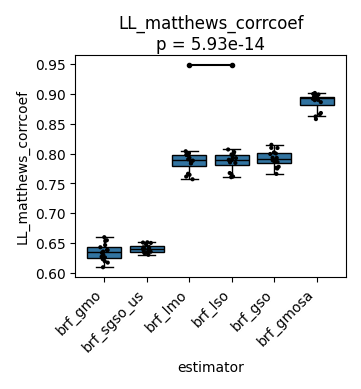 LL_matthews_corrcoef
p = 5.93e-14
LL_matthews_corrcoef
0.95
0.90
0.85
0.80
0.75
0.70
0.65
0.60
brf_gmo
brf_sgso_us
brf_lmo
brf_lso
brf_gso
brf_gmosa
estimator